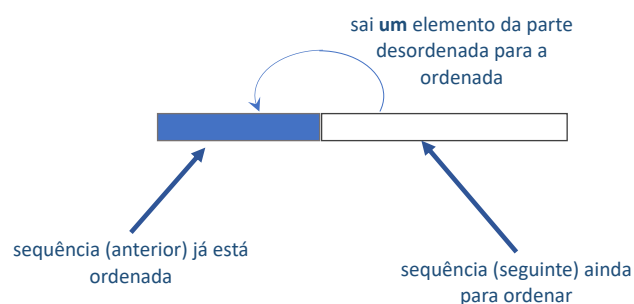 sai um elemento da parte
desordenada para a
ordenada
sequência (anterior) já está
ordenada
sequência (seguinte) ainda
para ordenar